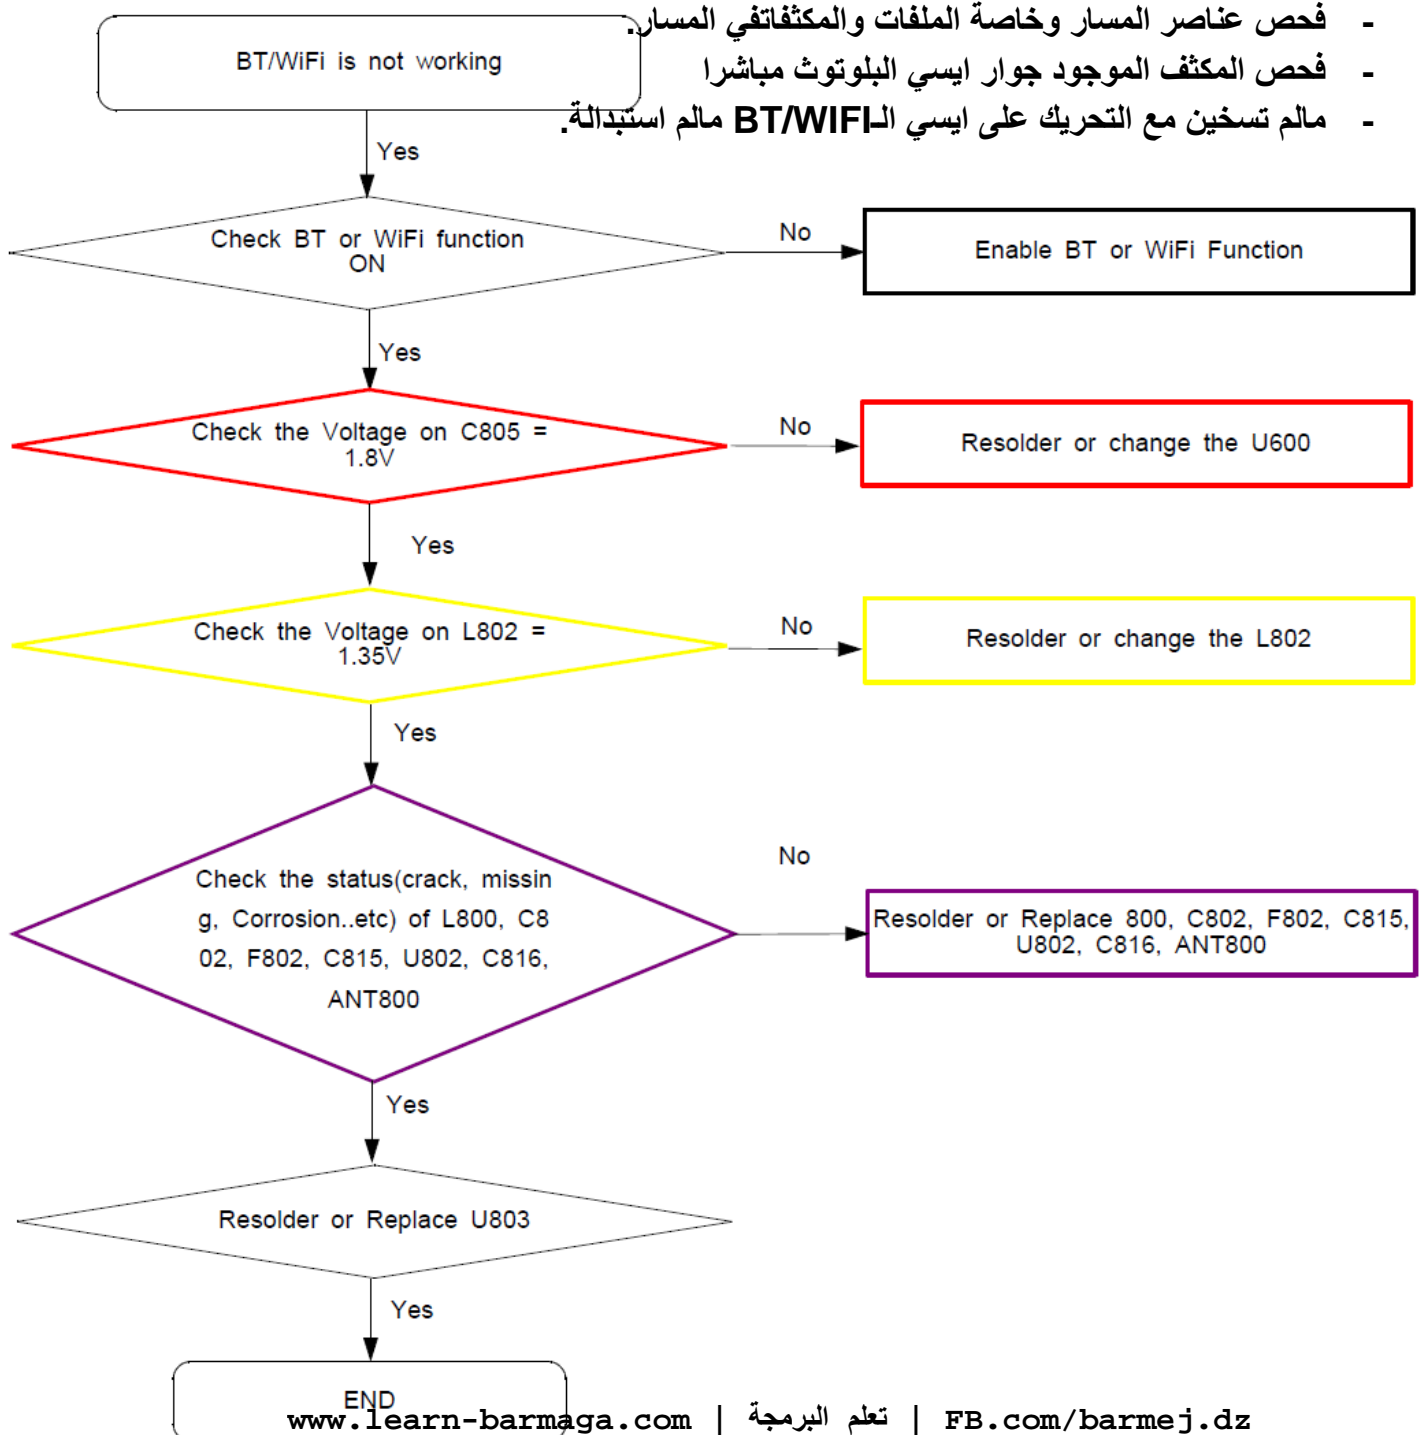 - فحص عناصر المسار وخاصة الملفات والمكثفاتفي المسار.
- فحص المكثف الموجود جوار ايسي البلوتوث مباشرا
- مالم تسخين مع التحريك على ايسي الـBT/WIFI مالم استبدالة.
BT/WiFi is not working
Yes
Check BT or WiFi function
ON
No
Enable BT or WiFi Function
Yes
Check the Voltage on C805 =
1.8V
No
Resolder or change the U600
Yes
Check the Voltage on L802 =
1.35V
No
Resolder or change the L802
Yes
Check the status(crack, missin
g, Corrosion..etc) of L800, C8
02, F802, C815, U802, C816,
ANT800
No
Resolder or Replace 800, C802, F802, C815,
U802, C816, ANT800
Yes
Resolder or Replace U803
Yes
END
www.learn-barmaga.com | تعلم البرمجة | FB.com/barmej.dz